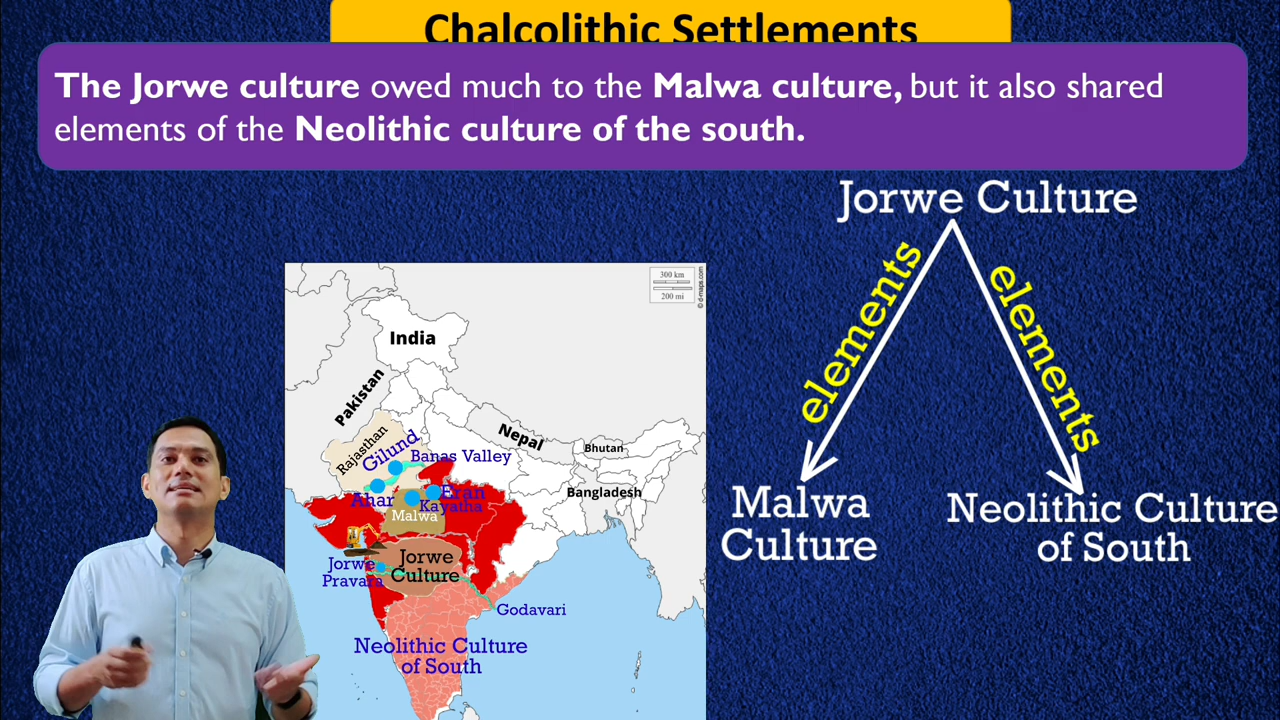 Chalcolithic Settlements
The Jorwe culture owed much to the Malwa culture, but it also shared
elements of the Neolithic culture of the south.
Jorwe Culture
elements
elements
Malwa
Culture
Neolithic Culture
of South
300 km
200 mi
© d-maps.com
India
Pakistan
Nepal
Bhutan
Bangladesh
Rajasthan
Gilund
Banas Valley
Ahar
Eran
Kayatha
Malwa
Jorwe
Culture
Jorwe
Pravara
Godavari
Neolithic Culture
of South